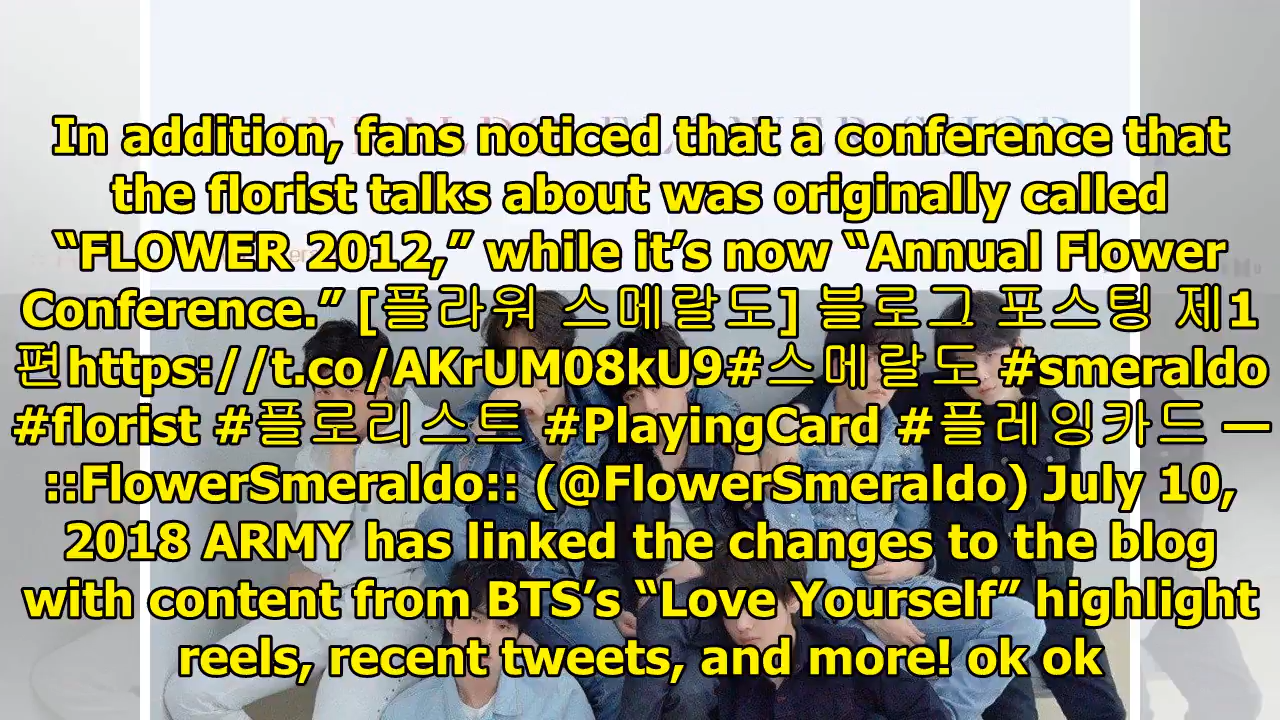 In addition, fans noticed that a conference that
the florist talks about was originally called
“FLOWER 2012,” while it’s now “Annual Flower
Conference.” [플라워 스메랄도] 블로그 포스팅 제1
편https://t.co/AKrUM08kU9#스메랄도 #smeraldo
#florist #플로리스트 #PlayingCard #플레잉카드 —
::FlowerSmeraldo:: (@FlowerSmeraldo) July 10,
2018 ARMY has linked the changes to the blog
with content from BTS’s “Love Yourself” highlight
reels, recent tweets, and more! ok ok